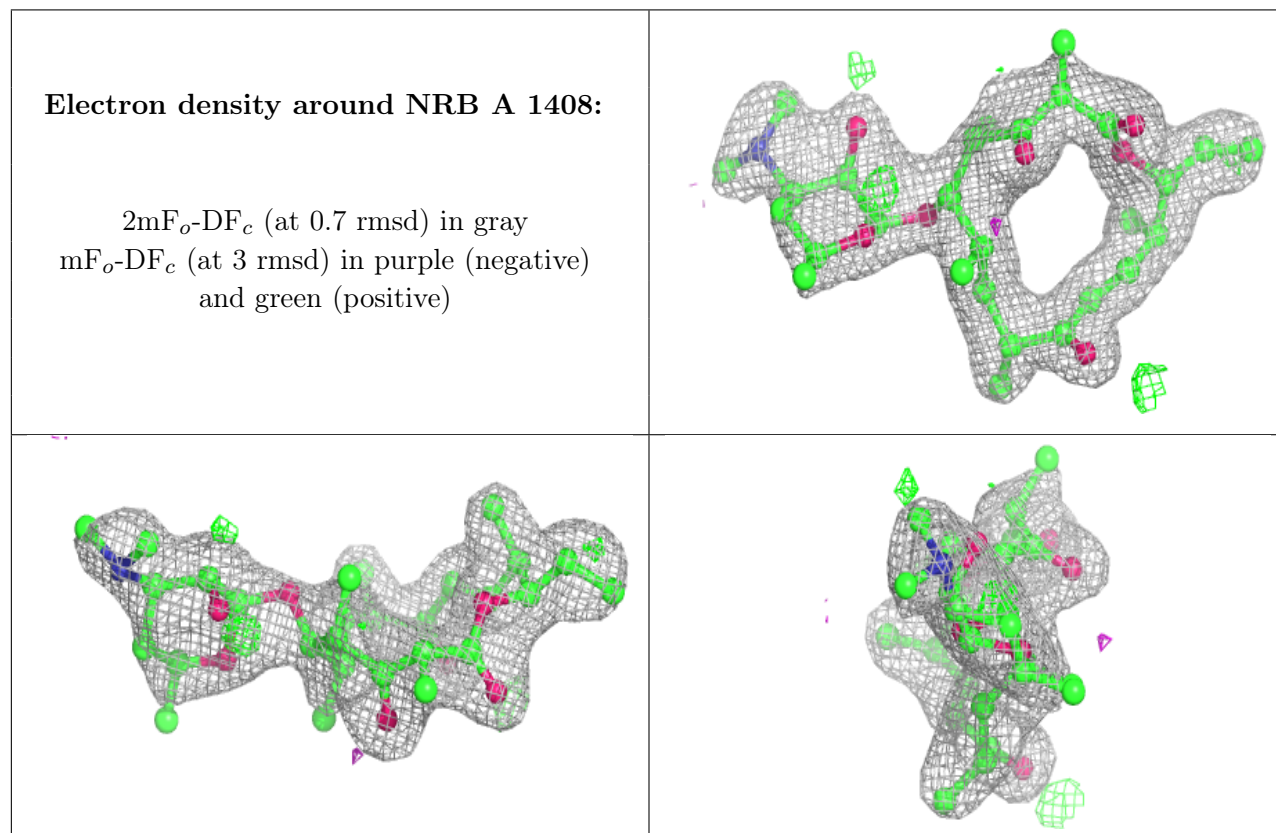 Electron density around NRB A 1408:
2mFₒ-DF𝒸 (at 0.7 rmsd) in gray
mFₒ-DF𝒸 (at 3 rmsd) in purple (negative)
and green (positive)